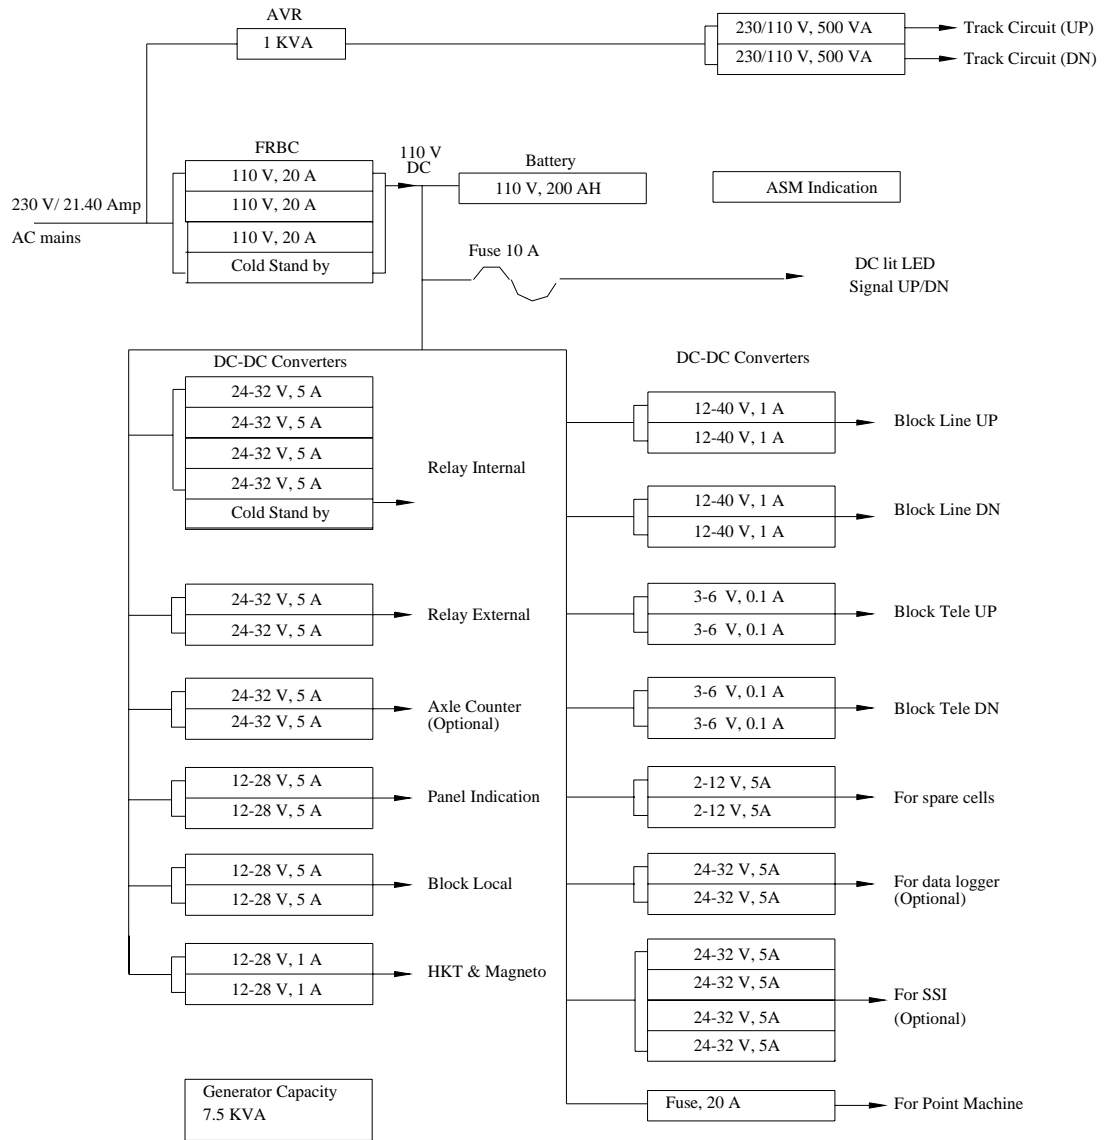 AVR
1 KVA
230/110 V, 500 VA
230/110 V, 500 VA
Track Circuit (UP)
Track Circuit (DN)
FRBC
110 V, 20 A
110 V, 20 A
110 V, 20 A
Cold Stand by
110 V
DC
Battery
110 V, 200 AH
ASM Indication
230 V/ 21.40 Amp
AC mains
Fuse 10 A
DC lit LED
Signal UP/DN
DC-DC Converters
24-32 V, 5 A
24-32 V, 5 A
24-32 V, 5 A
24-32 V, 5 A
Cold Stand by
Relay Internal
24-32 V, 5 A
24-32 V, 5 A
Relay External
24-32 V, 5 A
24-32 V, 5 A
Axle Counter
(Optional)
12-28 V, 5 A
12-28 V, 5 A
Panel Indication
12-28 V, 5 A
12-28 V, 5 A
Block Local
12-28 V, 1 A
12-28 V, 1 A
HKT & Magneto
Generator Capacity
7.5 KVA
DC-DC Converters
12-40 V, 1 A
12-40 V, 1 A
Block Line UP
12-40 V, 1 A
12-40 V, 1 A
Block Line DN
3-6 V, 0.1 A
3-6 V, 0.1 A
Block Tele UP
3-6 V, 0.1 A
3-6 V, 0.1 A
Block Tele DN
2-12 V, 5A
2-12 V, 5A
For spare cells
24-32 V, 5A
24-32 V, 5A
For data logger
(Optional)
24-32 V, 5A
24-32 V, 5A
24-32 V, 5A
24-32 V, 5A
For SSI
(Optional)
Fuse, 20 A
For Point Machine